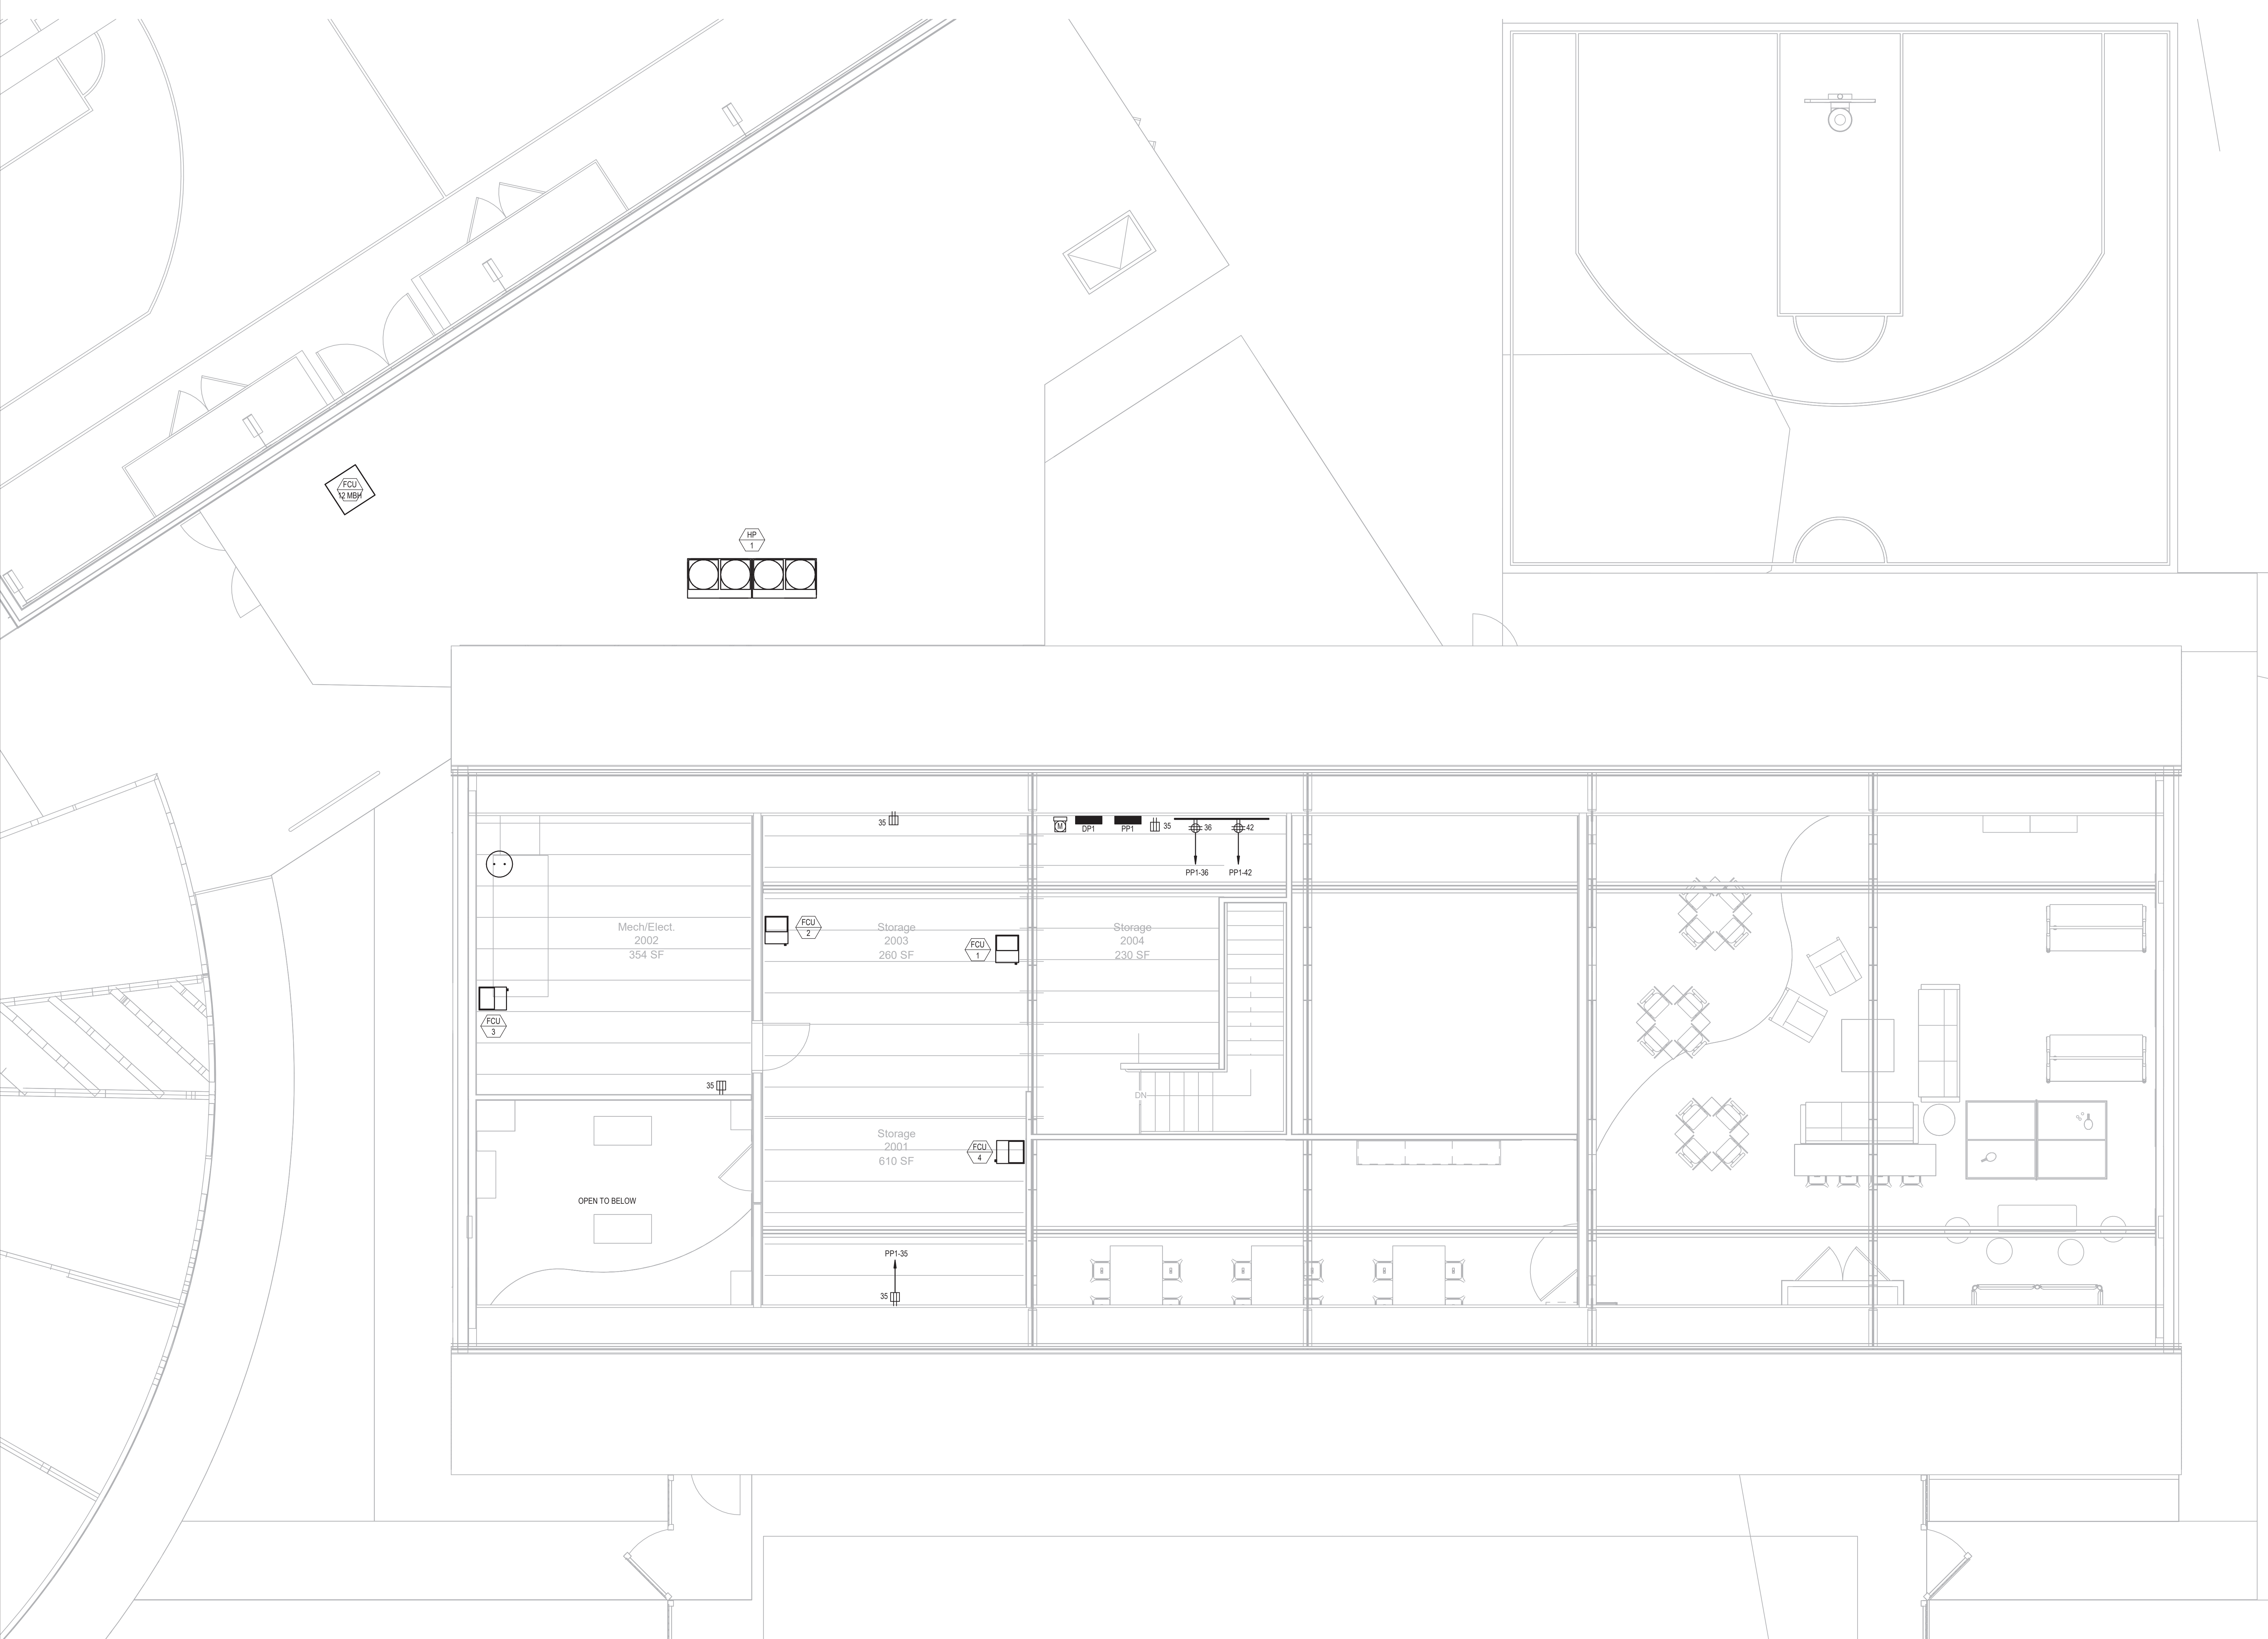 FCU
12 MBH
HP
1
35
M
DP1
PP1
35
36
42
PP1-36
PP1-42
Mech/Elect.
2002
354 SF
FCU
2
Storage
2003
260 SF
FCU
1
Storage
2004
230 SF
FCU
3
35
DN
Storage
2001
610 SF
FCU
4
OPEN TO BELOW
PP1-35
35